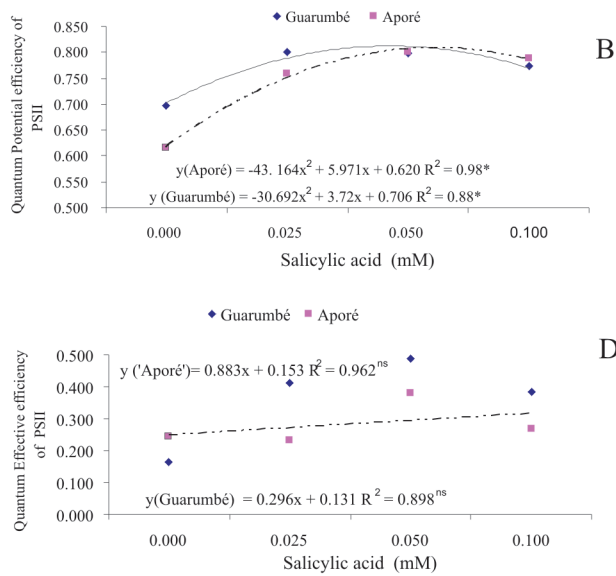 Guarumbé Aporé
B
Quantum Potential efficiency of
PSII
0.850
0.800
0.750
0.700
0.650
0.600
0.550
0.500
y(Aporé) = -43. 164x² + 5.971x + 0.620 R² = 0.98*
y (Guarumbé) = -30.692x² + 3.72x + 0.706 R² = 0.88*
0.000 0.025 0.050 0.100
Salicylic acid (mM)
Guarumbé Aporé
D
Quantum Effective efficiency
of PSII
0.500
0.400
0.300
0.200
0.100
0.000
y ('Aporé')= 0.883x + 0.153 R² = 0.962ⁿˢ
y(Guarumbé) = 0.296x + 0.131 R² = 0.898ⁿˢ
0.000 0.025 0.050 0.100
Salicylic acid (mM)